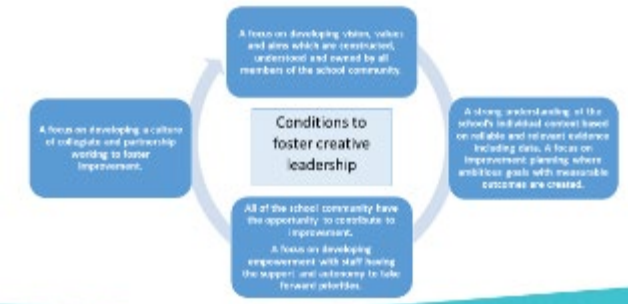 A focus on developing vision, values
and aims which are constructed,
understood and owned by all
members of the school community.
A strong understanding of the
school's individual context based
on reliable and relevant evidence
including data. A focus on
improvement planning where
ambitious goals with measurable
outcomes are created.
All of the school community have
the opportunity to contribute to
improvement.
A focus on developing
empowerment with staff having
the support and autonomy to take
forward priorities.
A focus on developing a culture
of collegiate and partnership
working to foster
improvement.
Conditions to
foster creative
leadership